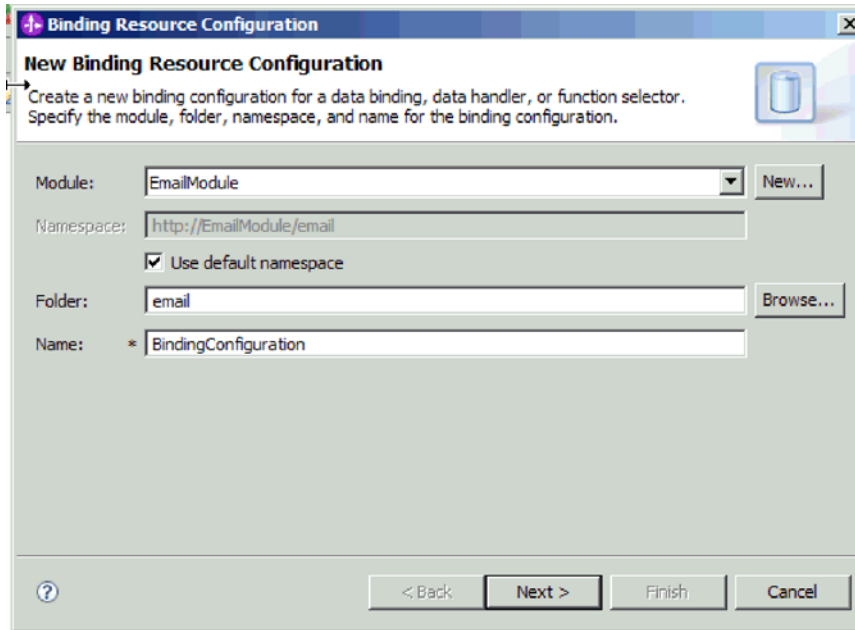 Binding Resource Configuration
New Binding Resource Configuration
Create a new binding configuration for a data binding, data handler, or function selector.
Specify the module, folder, namespace, and name for the binding configuration.
Module: EmailModule New...
Namespace: http://EmailModule/email
Use default namespace
Folder: email Browse...
Name: * BindingConfiguration
? < Back Next > Finish Cancel